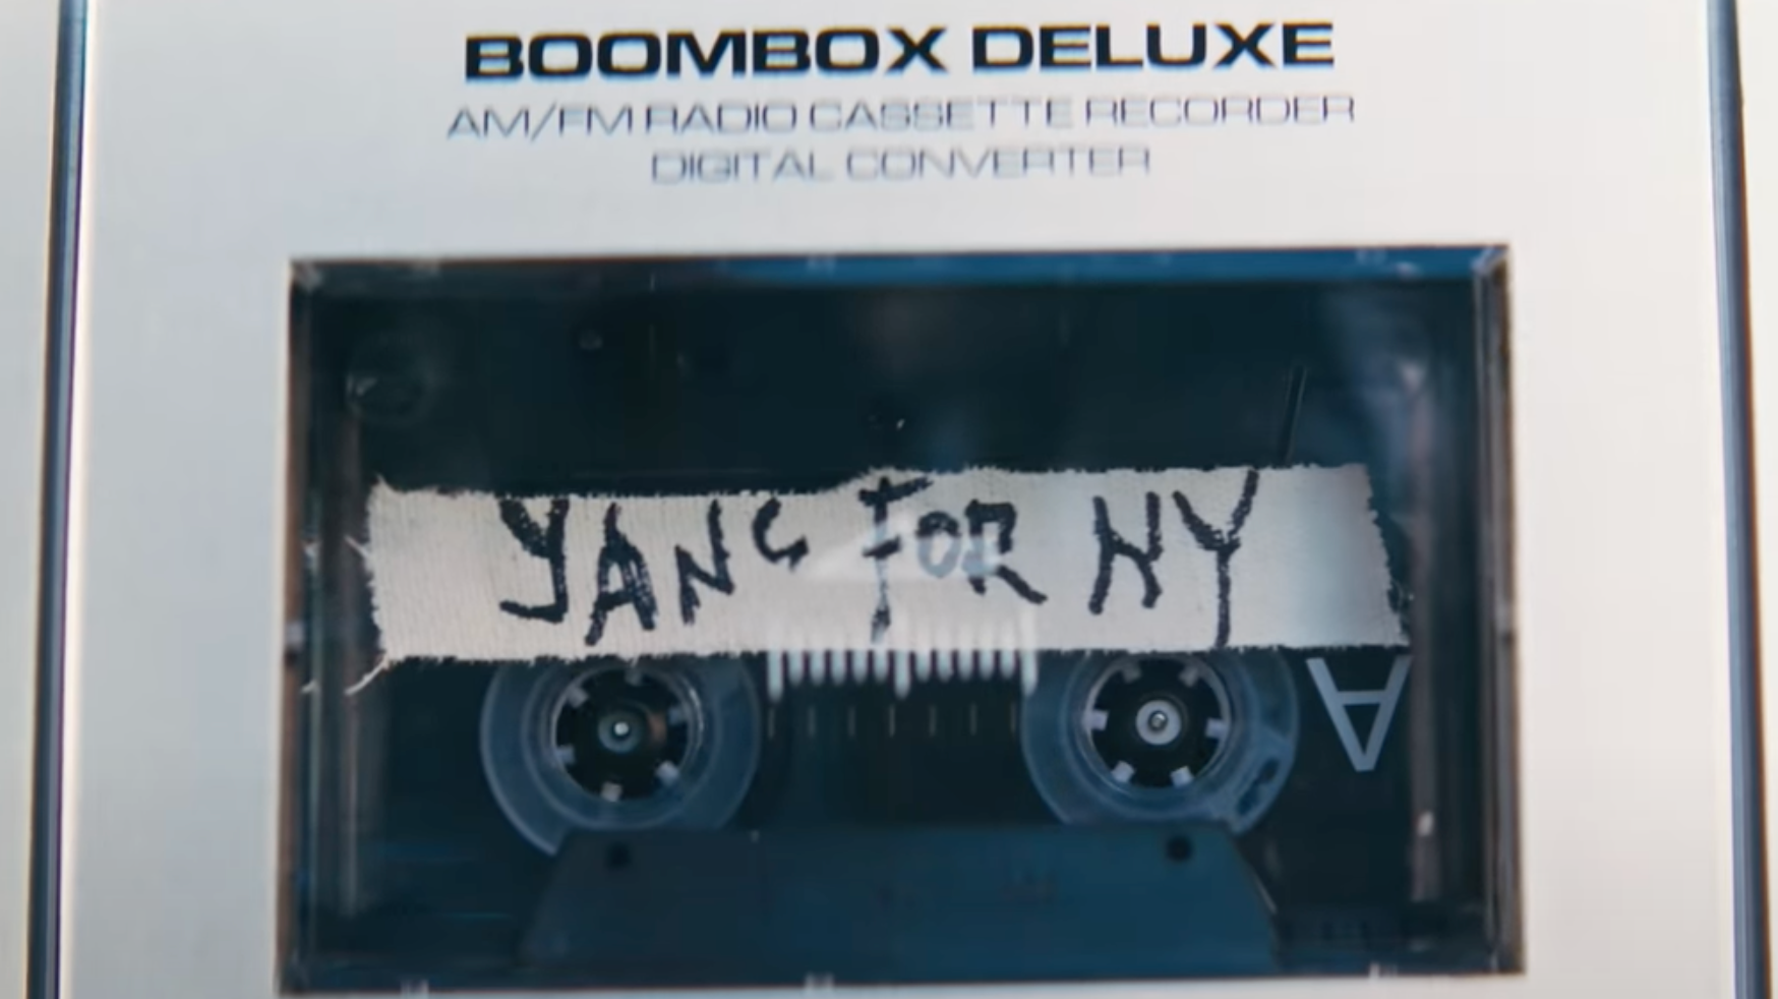 BOOMBOX DELUXE
AM/FM RADIO CASSETTE RECORDER
DIGITAL CONVERTER
YANG FOR NY
A